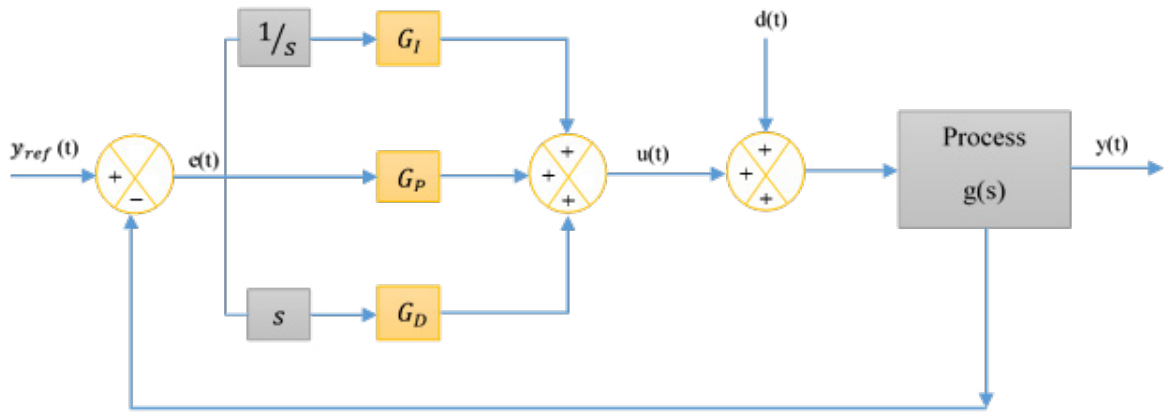 1/s
G_I
d(t)
y_ref (t)
+
−
e(t)
G_P
+
+
+
u(t)
+
+
+
Process
g(s)
y(t)
s
G_D